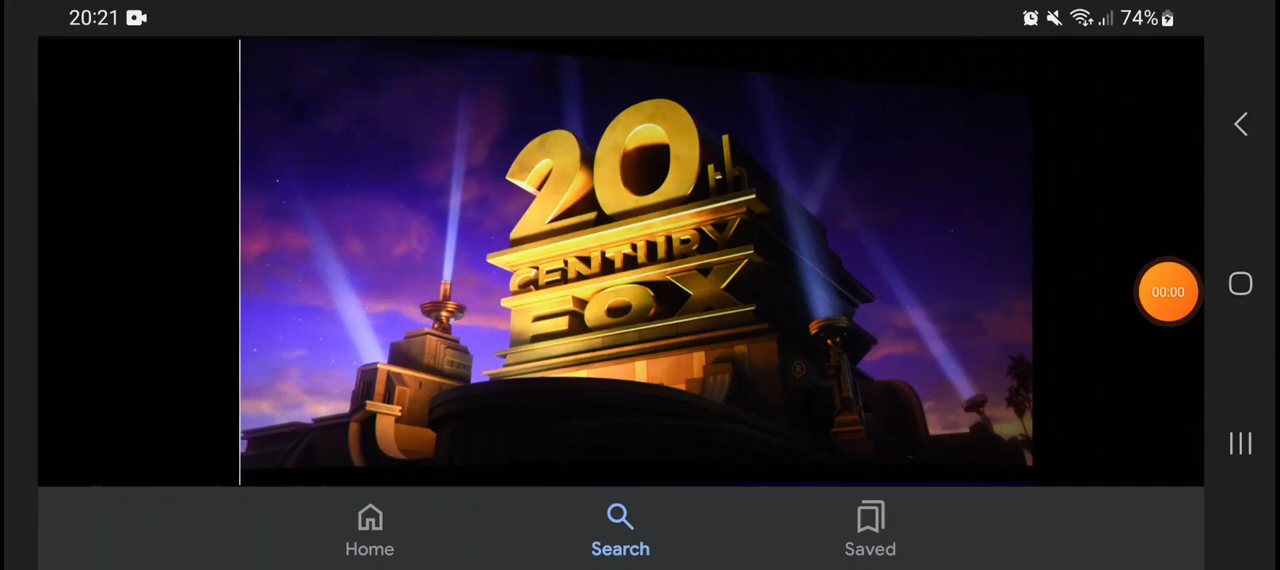 20:21
74%
20th
CENTURY
FOX
®
00:00
Home
Search
Saved